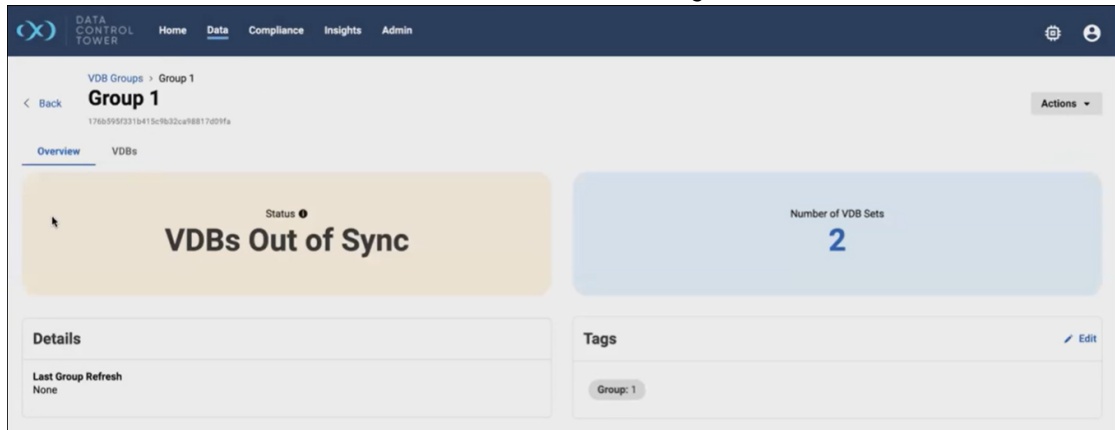 DATA
CONTROL
TOWER
Home Data Compliance Insights Admin
VDB Groups › Group 1
< Back
Group 1
Actions
176b595f331b415c9b32ca98817d09fa
Overview VDBs
Status
VDBs Out of Sync
Number of VDB Sets
2
Details
Last Group Refresh
None
Tags
Edit
Group: 1